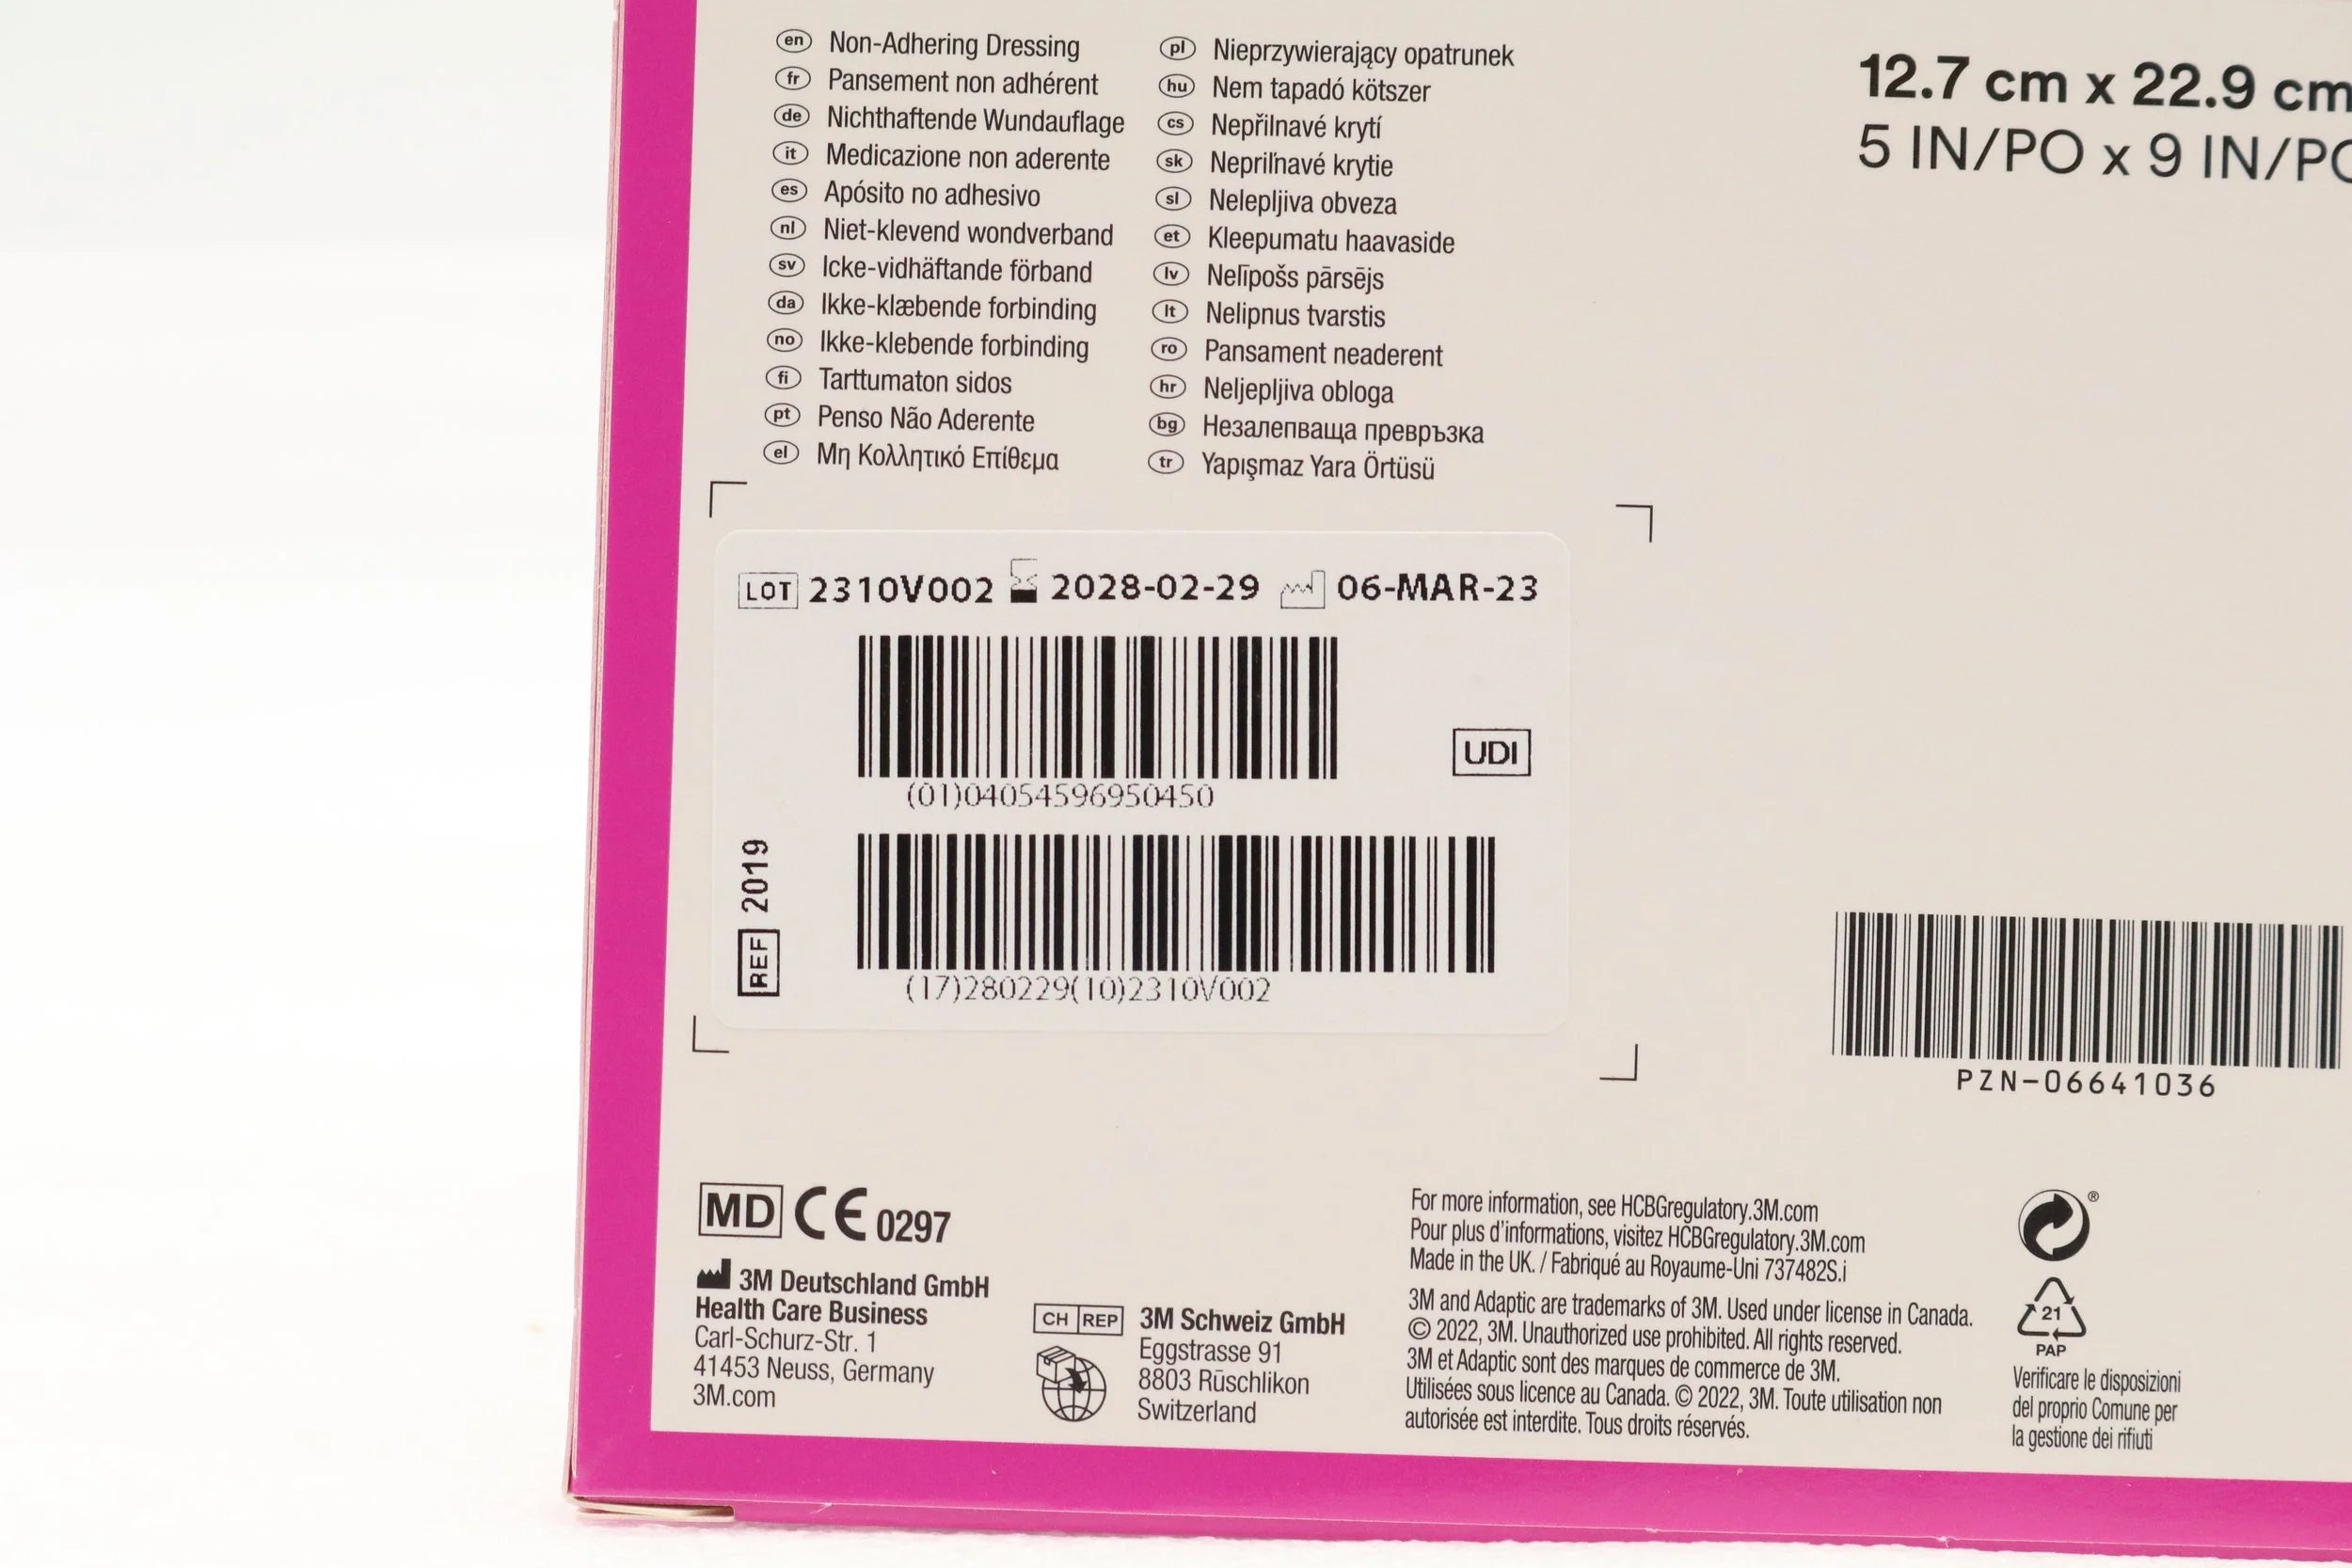 en Non-Adhering Dressing
fr Pansement non adhérent
de Nichthaftende Wundauflage
it Medicazione non aderente
es Apósito no adhesivo
nl Niet-klevend wondverband
sv Icke-vidhäftande förband
da Ikke-klæbende forbinding
no Ikke-klebende forbinding
fi Tarttumaton sidos
pt Penso Não Aderente
el Μη Κολλητικό Επίθεμα
pl Nieprzywierający opatrunek
hu Nem tapadó kötszer
cs Nepřilnavé krytí
sk Nepriľnavé krytie
sl Nelepljiva obveza
et Kleepumatu haavaside
lv Nelīpošs pārsējs
lt Nelipnus tvarstis
ro Pansament neaderent
hr Neljepljiva obloga
bg Незалепваща превръзка
tr Yapışmaz Yara Örtüsü
12.7 cm x 22.9 cm
5 IN/PO x 9 IN/PO
LOT 2310V002 2028-02-29 06-MAR-23
(01)04054596950450
UDI
REF 2019
(17)280229(10)2310V002
PZN-06641036
MD CE 0297
3M Deutschland GmbH
Health Care Business
Carl-Schurz-Str. 1
41453 Neuss, Germany
3M.com
CH REP 3M Schweiz GmbH
Eggstrasse 91
8803 Rüschlikon
Switzerland
For more information, see HCBGregulatory.3M.com
Pour plus d'informations, visitez HCBGregulatory.3M.com
Made in the UK. / Fabriqué au Royaume-Uni 737482S.i
3M and Adaptic are trademarks of 3M. Used under license in Canada.
© 2022, 3M. Unauthorized use prohibited. All rights reserved.
3M et Adaptic sont des marques de commerce de 3M.
Utilisées sous licence au Canada. © 2022, 3M. Toute utilisation non
autorisée est interdite. Tous droits réservés.
®
21
PAP
Verificare le disposizioni
del proprio Comune per
la gestione dei rifiuti